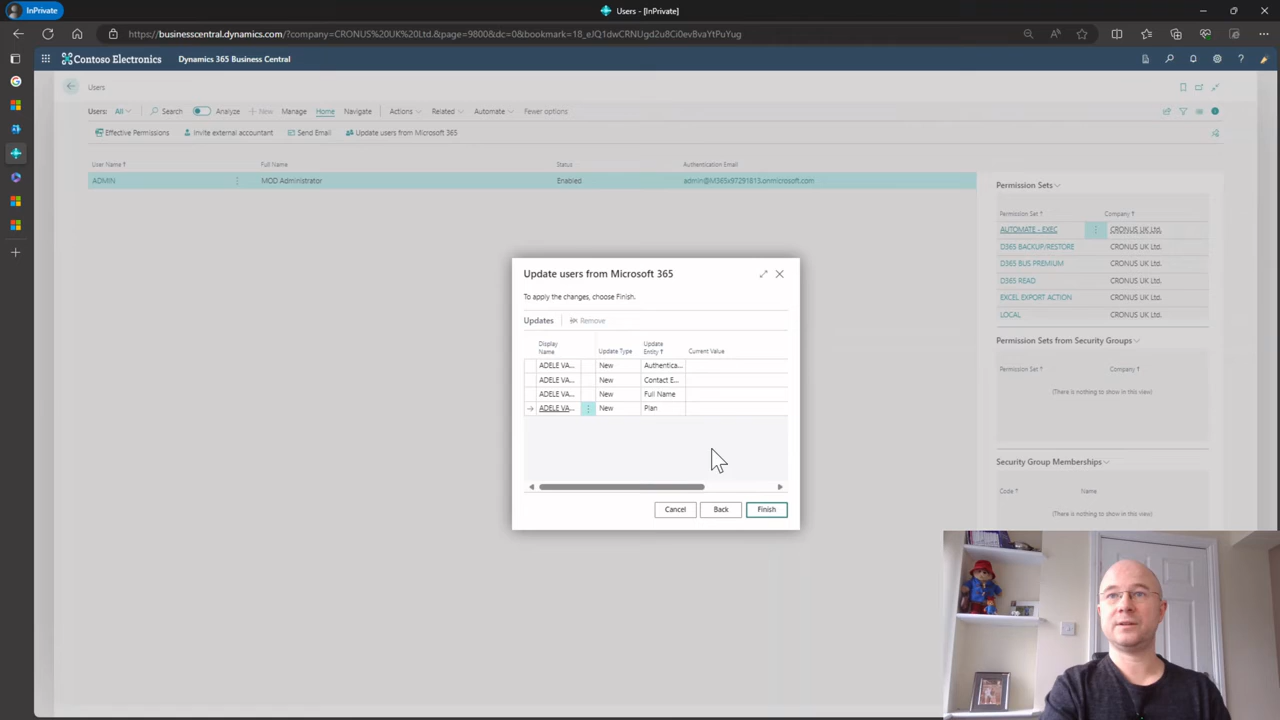 InPrivate
Users - [InPrivate]
https://businesscentral.dynamics.com/?company=CRONUS%20UK%20Ltd.&page=9800&dc=0&bookmark=18_eJQ1dwCRNUgd2u8Ci0evBvaYtPuYug
Contoso Electronics
Dynamics 365 Business Central
Users
Users: All
Search
Analyze
New
Manage
Home
Navigate
Actions
Related
Automate
Fewer options
Effective Permissions
Invite external accountant
Send Email
Update users from Microsoft 365
User Name ↑
Full Name
Status
Authentication Email
ADMIN
MOD Administrator
Enabled
admin@M365x97291813.onmicrosoft.com
Permission Sets
Permission Set ↑
Company ↑
AUTOMATE - EXEC
CRONUS UK Ltd.
D365 BACKUP/RESTORE
CRONUS UK Ltd.
D365 BUS PREMIUM
CRONUS UK Ltd.
D365 READ
CRONUS UK Ltd.
EXCEL EXPORT ACTION
CRONUS UK Ltd.
LOCAL
CRONUS UK Ltd.
Permission Sets from Security Groups
Permission Set ↑
Company ↑
(There is nothing to show in this view)
Security Group Memberships
Code ↑
Name
(There is nothing to show in this view)
Update users from Microsoft 365
To apply the changes, choose Finish.
Updates
Remove
Display
Name
Update Type
Update
Entity ↑
Current Value
ADELE VA...
New
Authentica...
ADELE VA...
New
Contact E...
ADELE VA...
New
Full Name
ADELE VA...
New
Plan
Cancel
Back
Finish